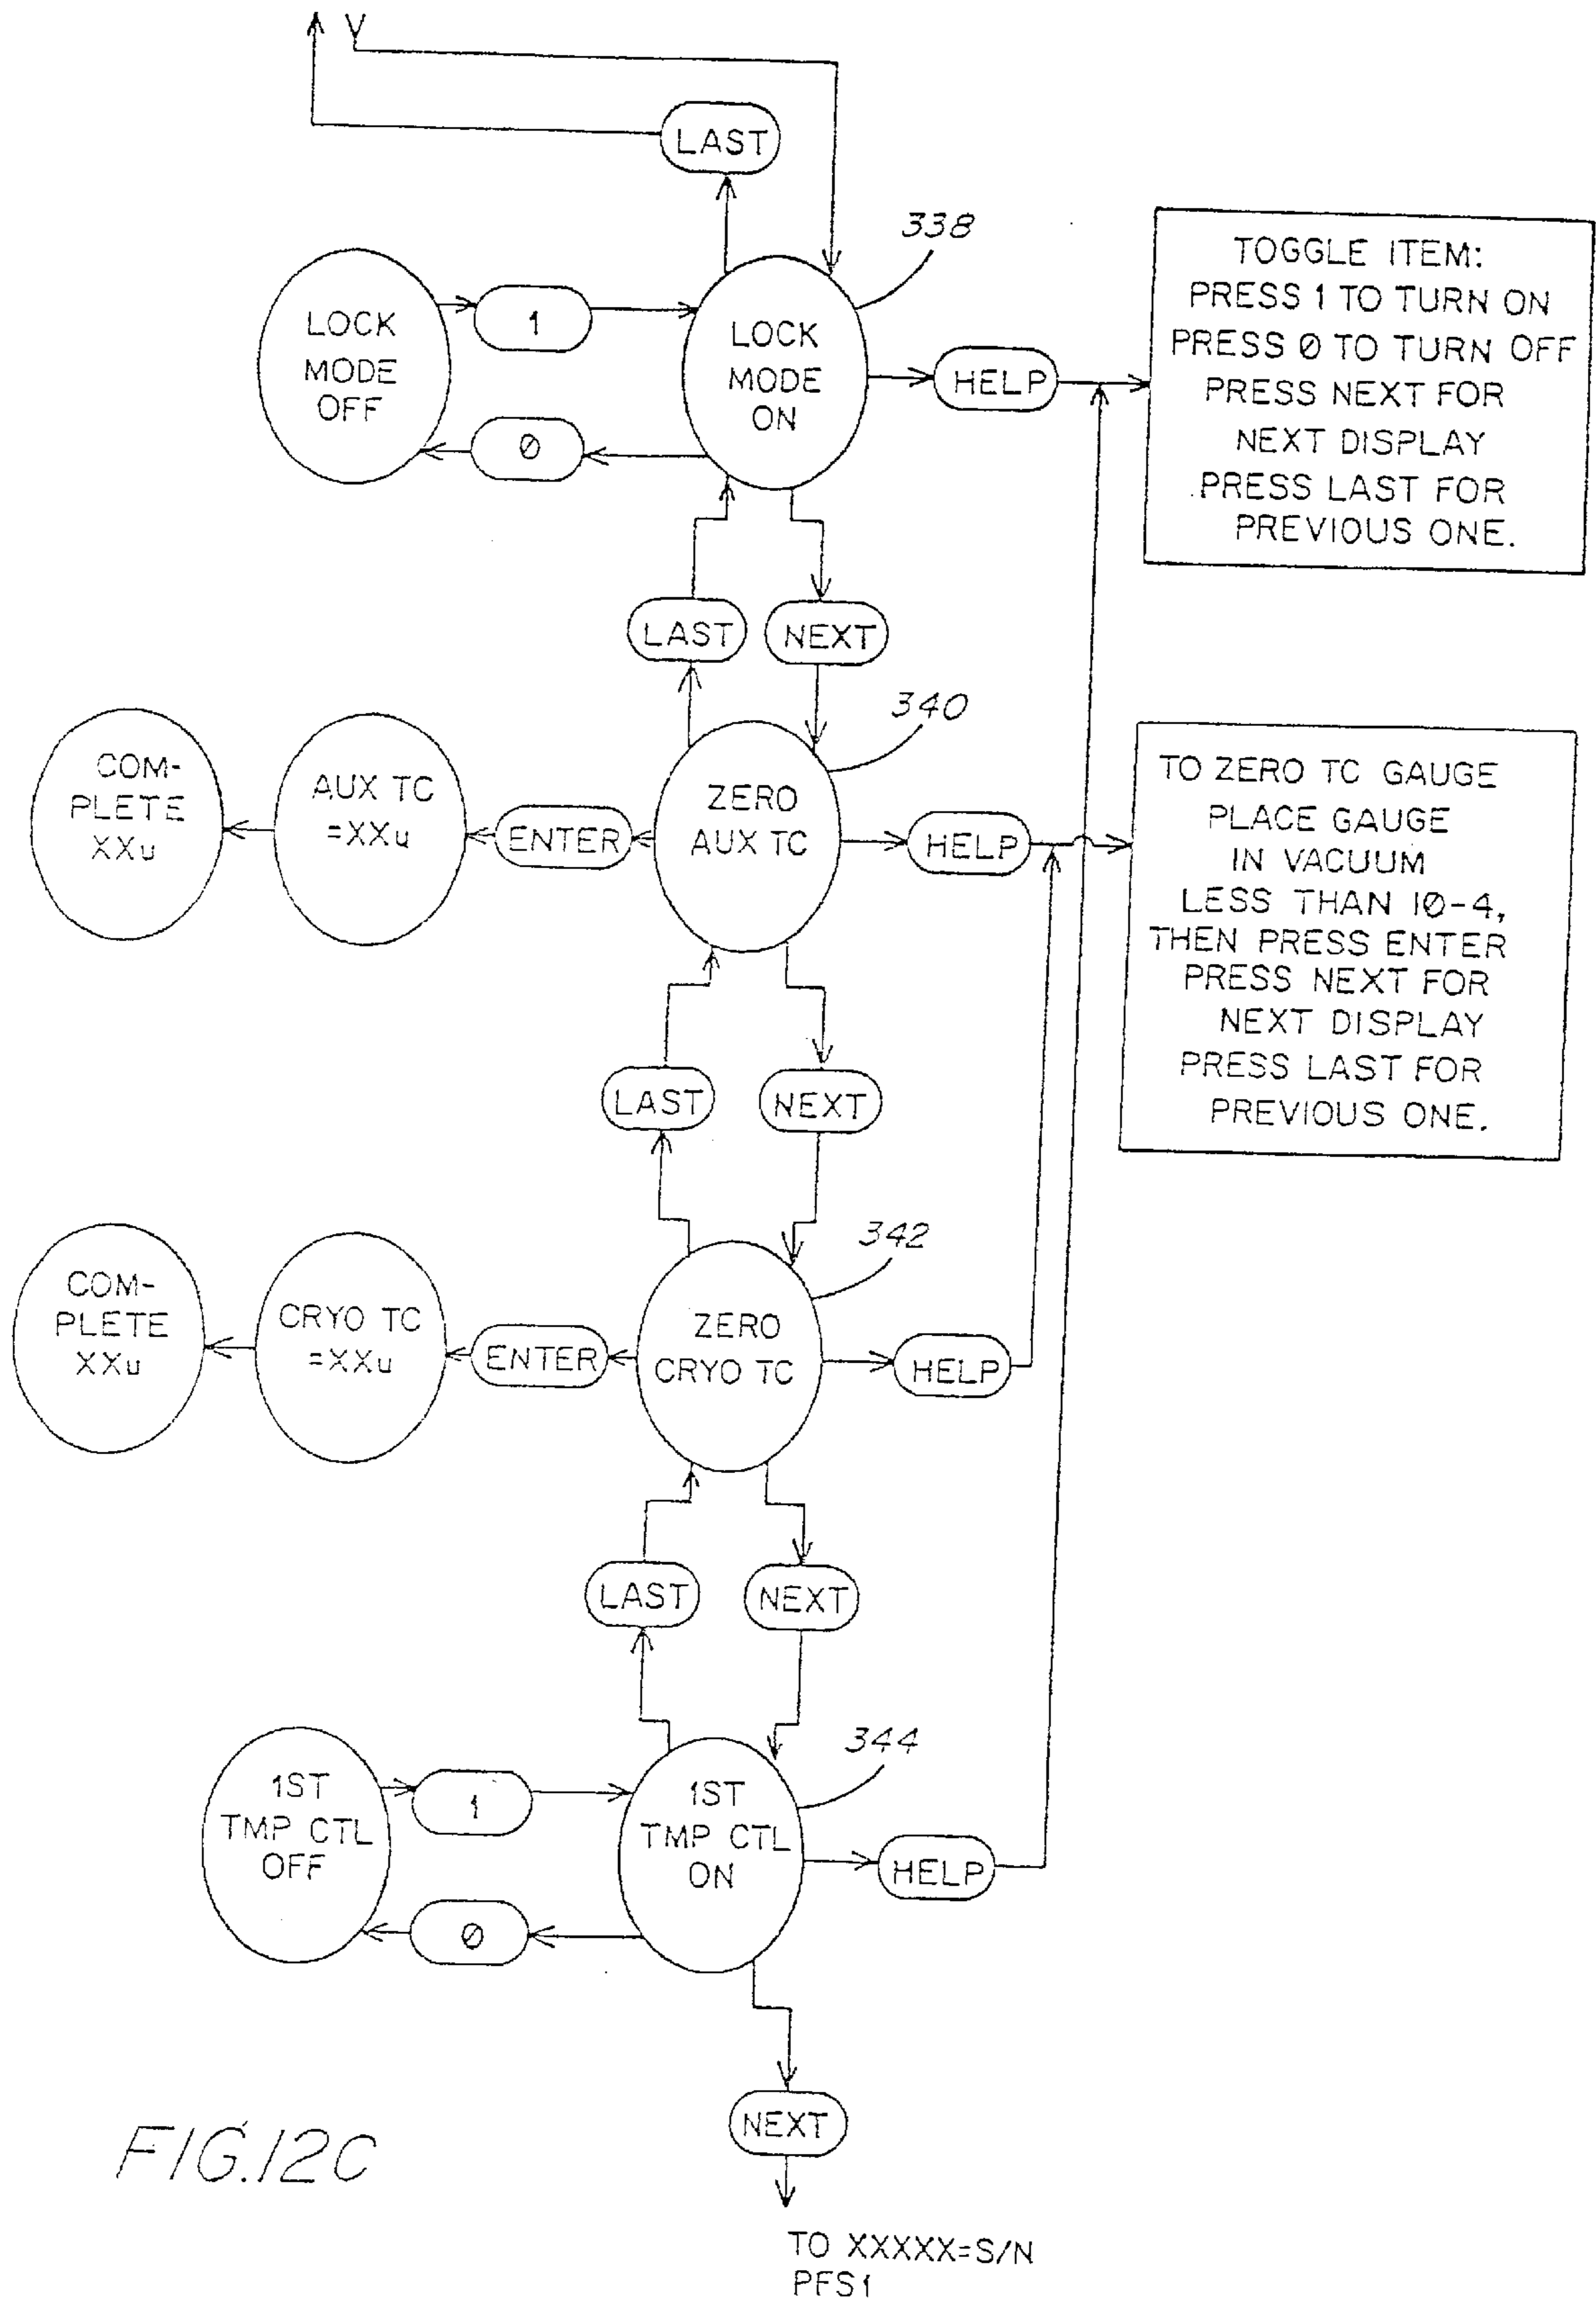 V
LAST
338
LOCK
MODE
OFF
1
0
LOCK
MODE
ON
HELP
TOGGLE ITEM:
PRESS 1 TO TURN ON
PRESS 0 TO TURN OFF
PRESS NEXT FOR
NEXT DISPLAY
PRESS LAST FOR
PREVIOUS ONE.
LAST
NEXT
340
COM-
PLETE
XXu
AUX TC
=XXu
ENTER
ZERO
AUX TC
HELP
TO ZERO TC GAUGE
PLACE GAUGE
IN VACUUM
LESS THAN 10-4,
THEN PRESS ENTER
PRESS NEXT FOR
NEXT DISPLAY
PRESS LAST FOR
PREVIOUS ONE.
LAST
NEXT
342
COM-
PLETE
XXu
CRYO TC
=XXu
ENTER
ZERO
CRYO TC
HELP
LAST
NEXT
344
1ST
TMP CTL
OFF
1
0
1ST
TMP CTL
ON
HELP
NEXT
FIG.12C
TO XXXXX=S/N
PFS1